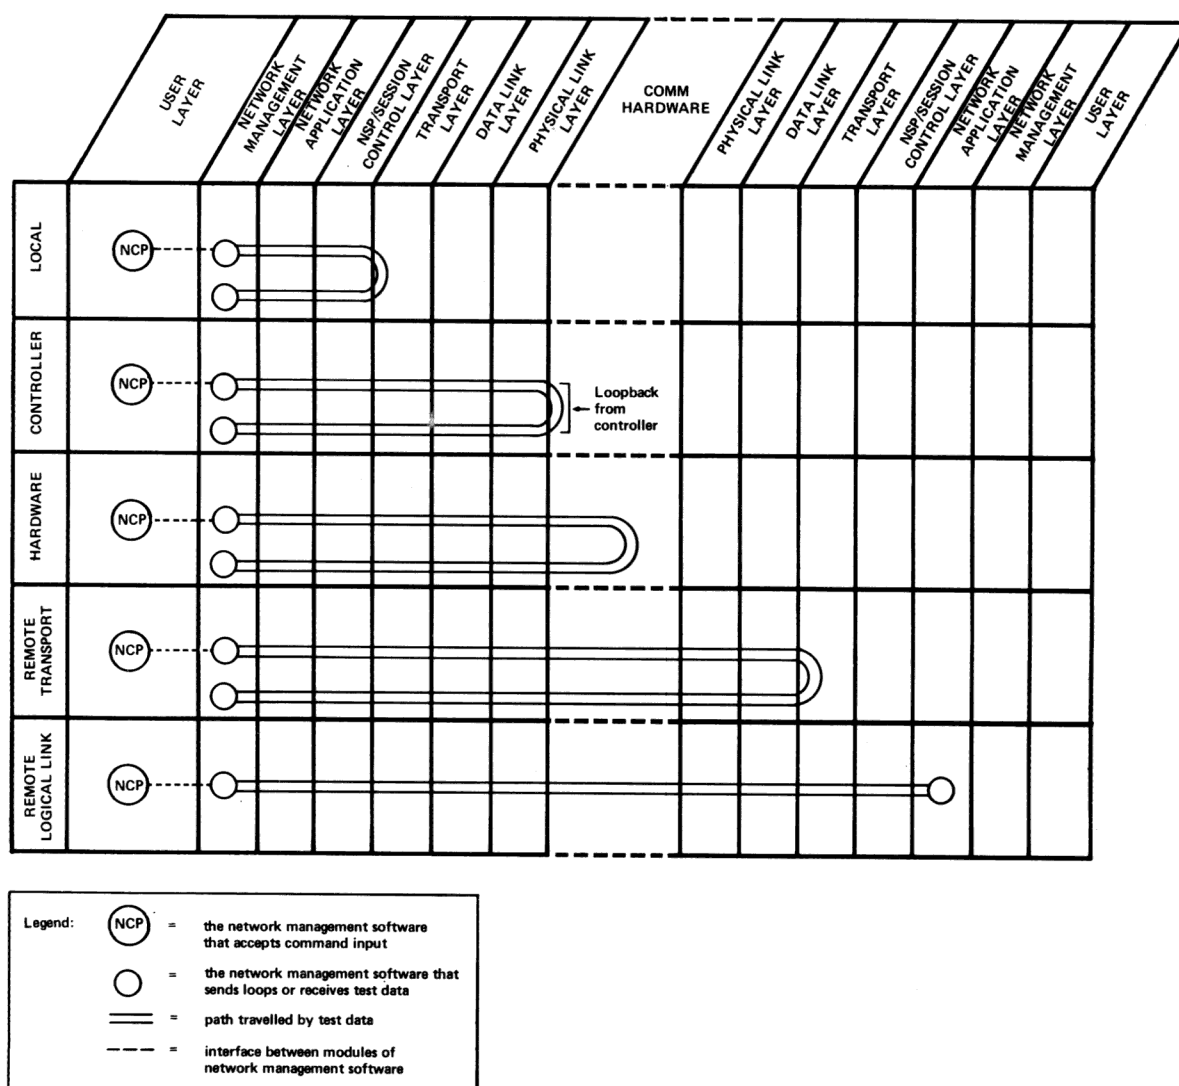 USER
LAYER
NETWORK
MANAGEMENT
LAYER
NETWORK
APPLICATION
LAYER
NSP/SESSION
CONTROL LAYER
TRANSPORT
LAYER
DATA LINK
LAYER
PHYSICAL LINK
LAYER
COMM
HARDWARE
PHYSICAL LINK
LAYER
DATA LINK
LAYER
TRANSPORT
LAYER
NSP/SESSION
CONTROL LAYER
NETWORK
APPLICATION
LAYER
NETWORK
MANAGEMENT
LAYER
USER
LAYER
LOCAL
NCP
CONTROLLER
NCP
Loopback
from
controller
HARDWARE
NCP
REMOTE
TRANSPORT
NCP
REMOTE
LOGICAL LINK
NCP
Legend:
NCP = the network management software
that accepts command input
= the network management software that
sends loops or receives test data
= path travelled by test data
= interface between modules of
network management software